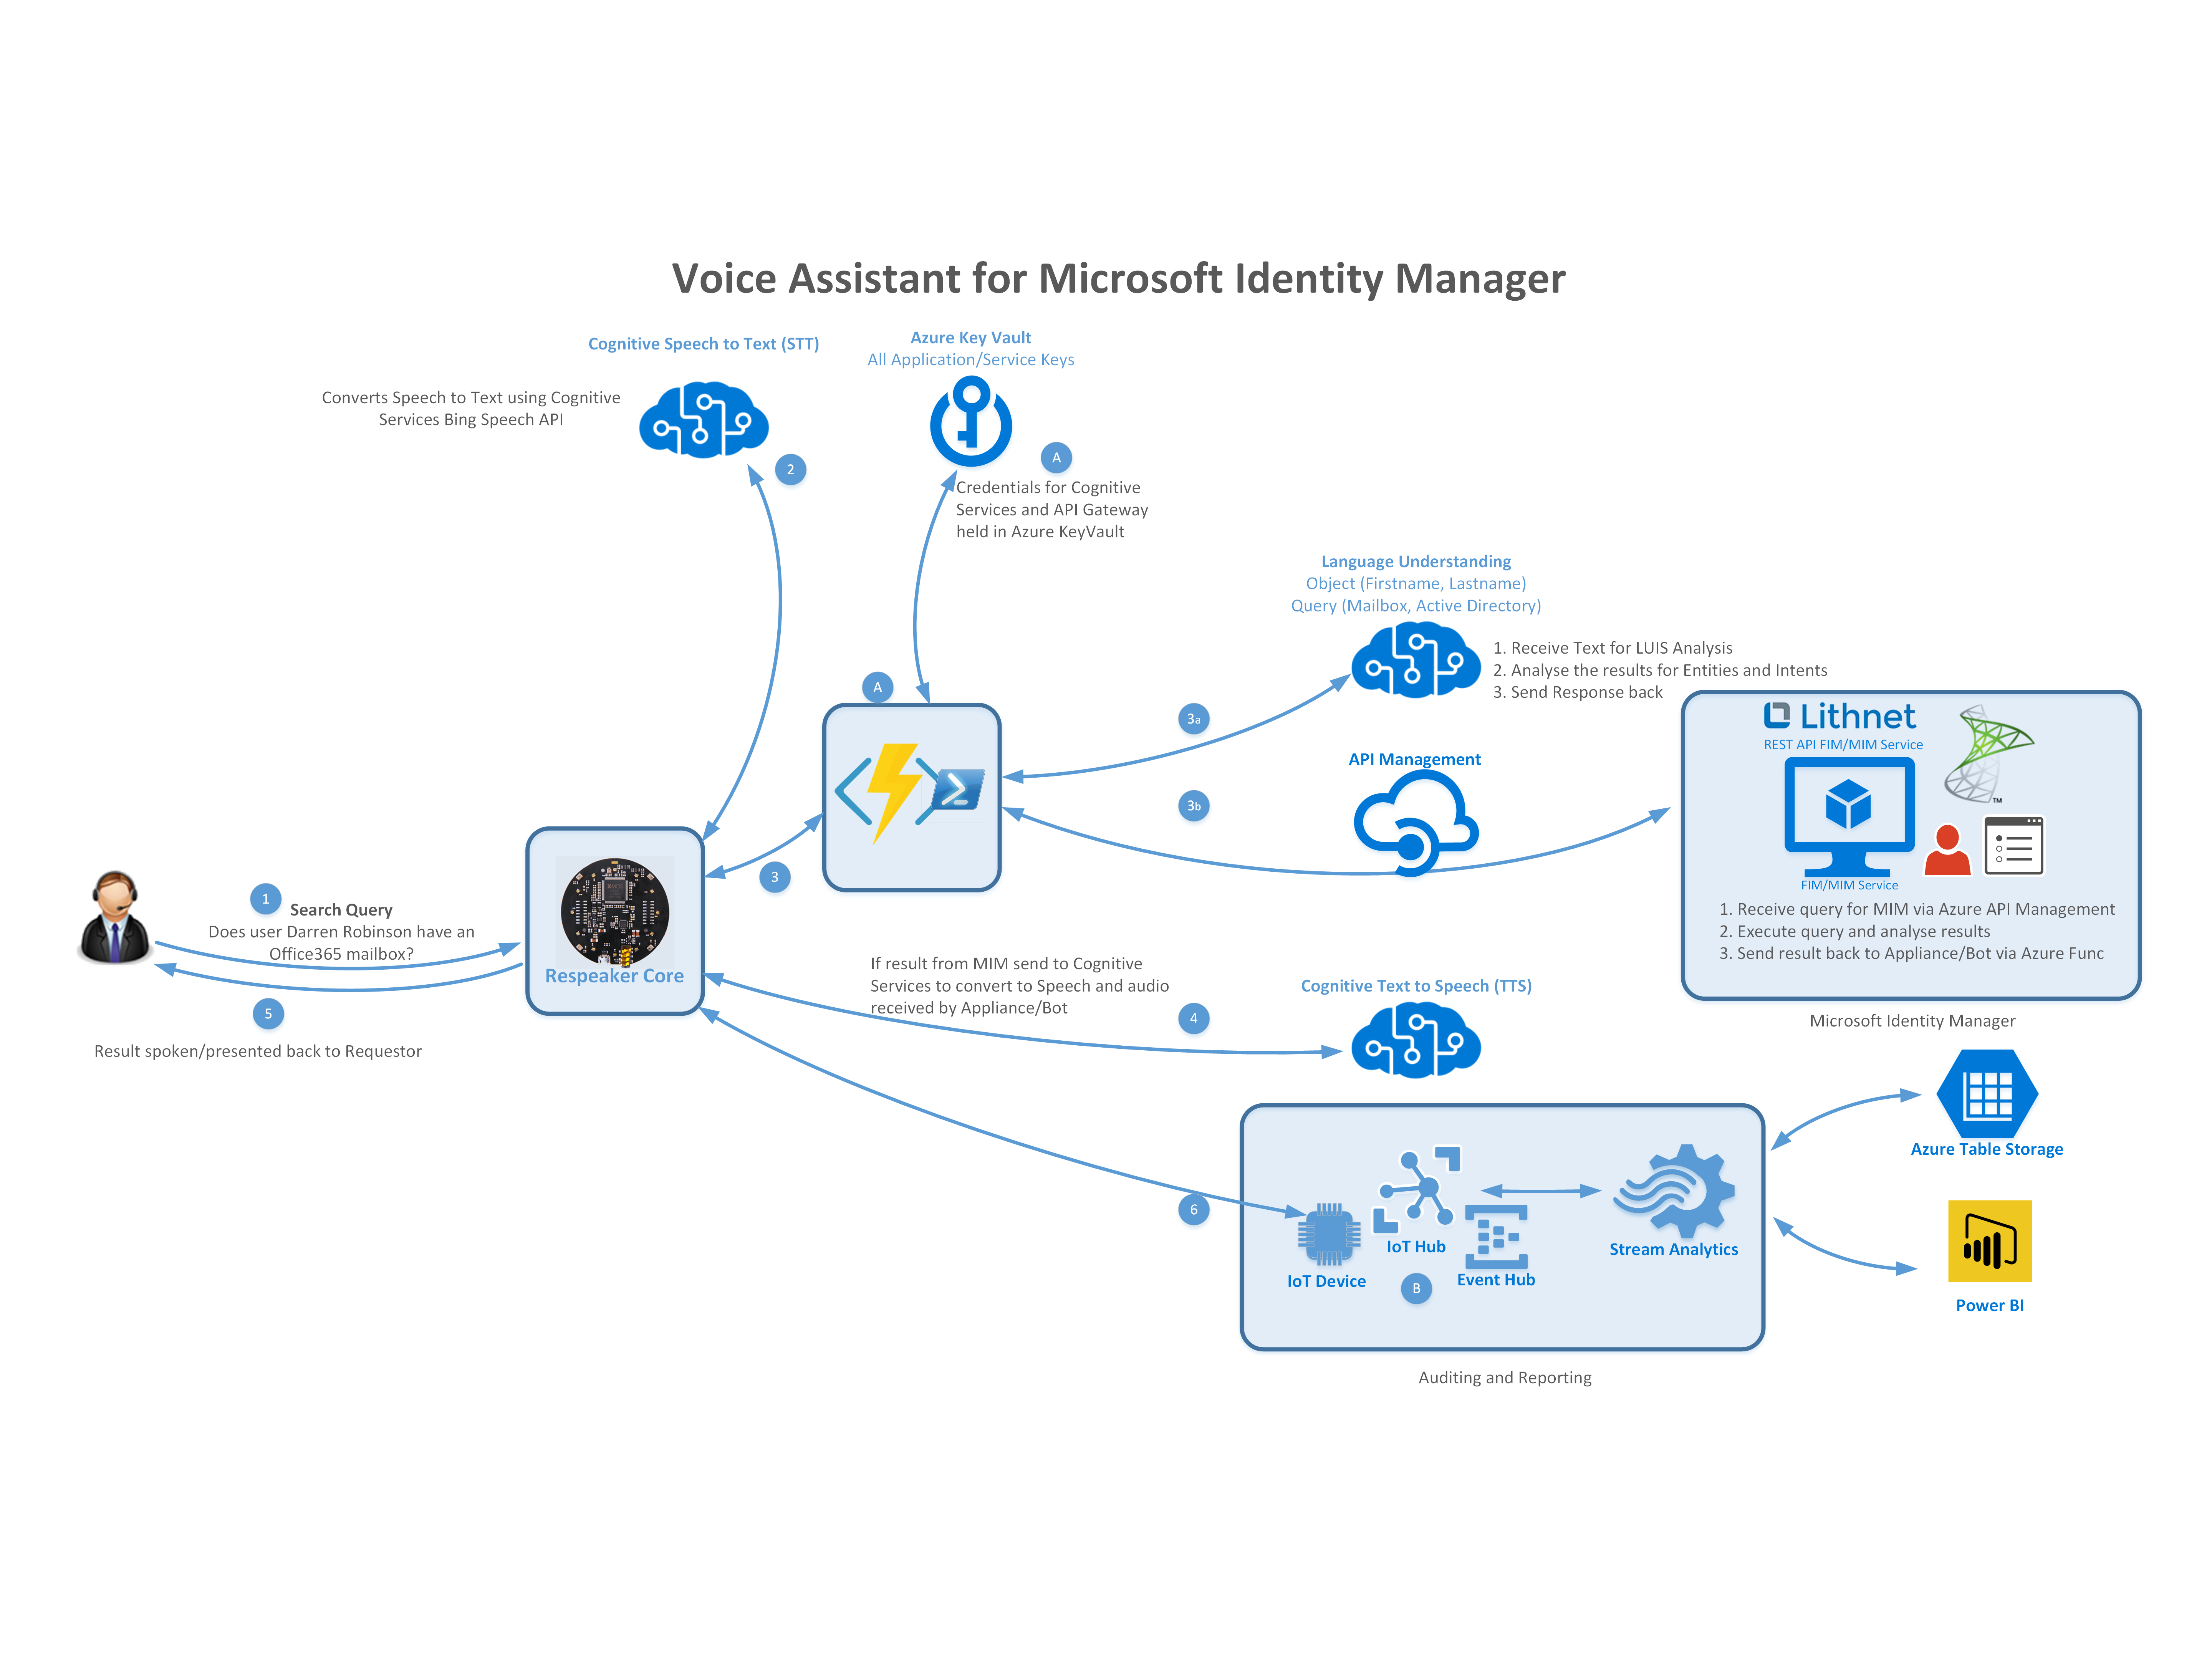 Voice Assistant for Microsoft Identity Manager
Cognitive Speech to Text (STT)
Converts Speech to Text using Cognitive
Services Bing Speech API
2
Azure Key Vault
All Application/Service Keys
A
Credentials for Cognitive
Services and API Gateway
held in Azure KeyVault
Language Understanding
Object (Firstname, Lastname)
Query (Mailbox, Active Directory)
1. Receive Text for LUIS Analysis
2. Analyse the results for Entities and Intents
3. Send Response back
A
3a
3b
API Management
Lithnet
REST API FIM/MIM Service
TM
FIM/MIM Service
1. Receive query for MIM via Azure API Management
2. Execute query and analyse results
3. Send result back to Appliance/Bot via Azure Func
Microsoft Identity Manager
3
1
Search Query
Does user Darren Robinson have an
Office365 mailbox?
Respeaker Core
5
Result spoken/presented back to Requestor
If result from MIM send to Cognitive
Services to convert to Speech and audio
received by Appliance/Bot
4
Cognitive Text to Speech (TTS)
6
IoT Device
IoT Hub
B
Event Hub
Stream Analytics
Auditing and Reporting
Azure Table Storage
Power BI